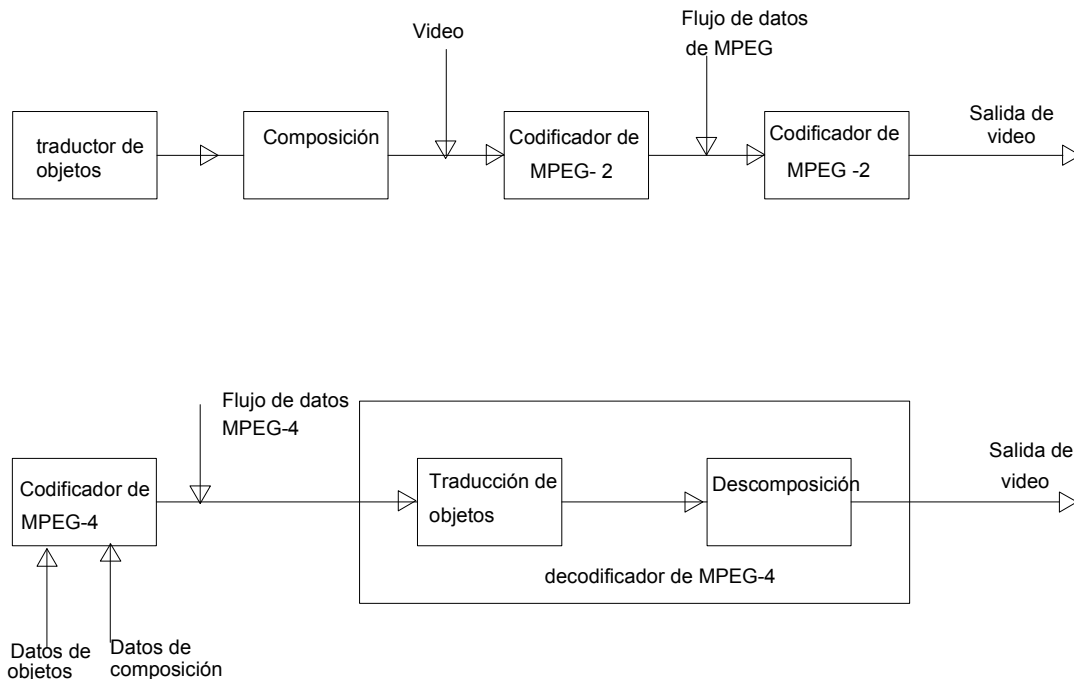 Video
Flujo de datos
de MPEG
traductor de
objetos
Composición
Codificador de
MPEG- 2
Codificador de
MPEG -2
Salida de
video
Flujo de datos
MPEG-4
Codificador de
MPEG-4
Traducción de
objetos
Descomposición
Salida de
video
decodificador de MPEG-4
Datos de
objetos
Datos de
composición